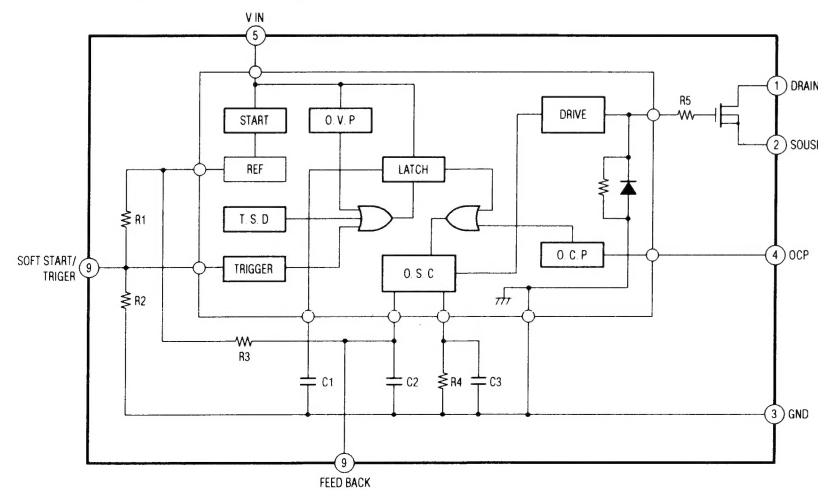 V IN
5
START
O. V. P
DRIVE
R5
1 DRAIN
2 SOUSE
REF
LATCH
R1
T. S. D
SOFT START/
TRIGER
9
TRIGGER
O. S. C
O. C. P
4 OCP
R2
R3
C1
C2
R4
C3
3 GND
9
FEED BACK